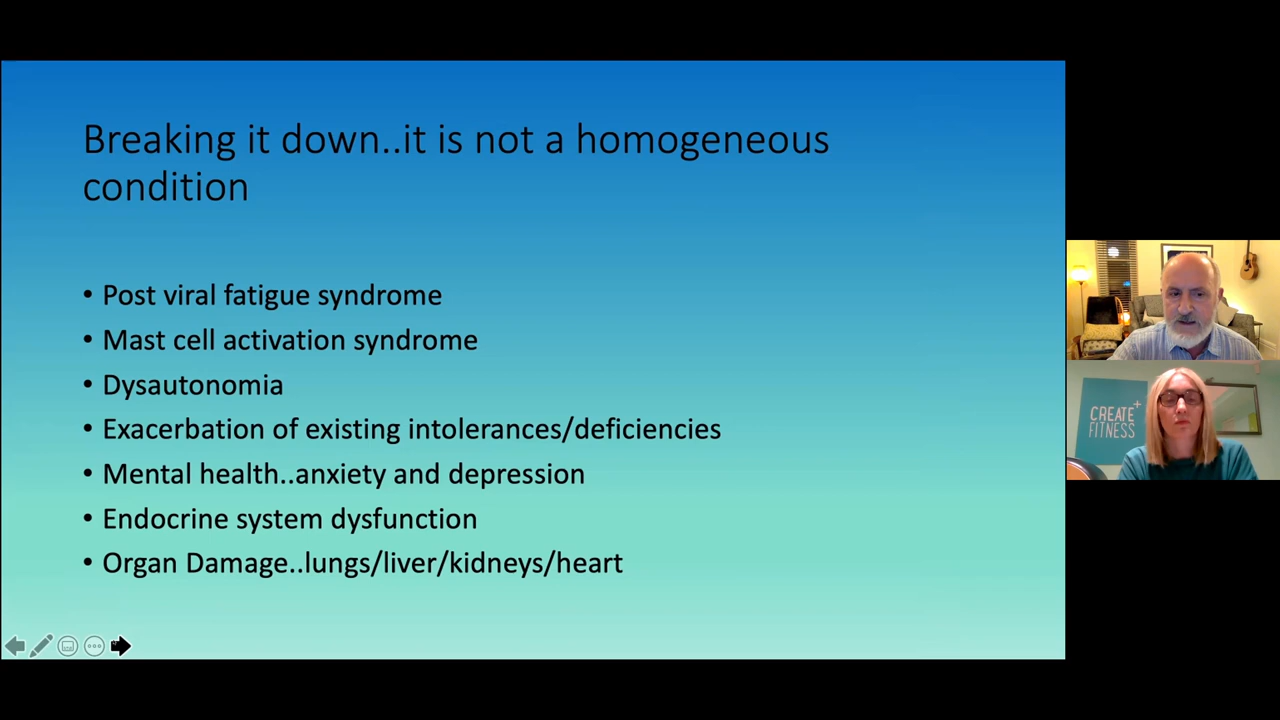 Breaking it down..it is not a homogeneous
condition
• Post viral fatigue syndrome
• Mast cell activation syndrome
• Dysautonomia
• Exacerbation of existing intolerances/deficiencies
• Mental health..anxiety and depression
• Endocrine system dysfunction
• Organ Damage..lungs/liver/kidneys/heart
CREATE+
FITNESS